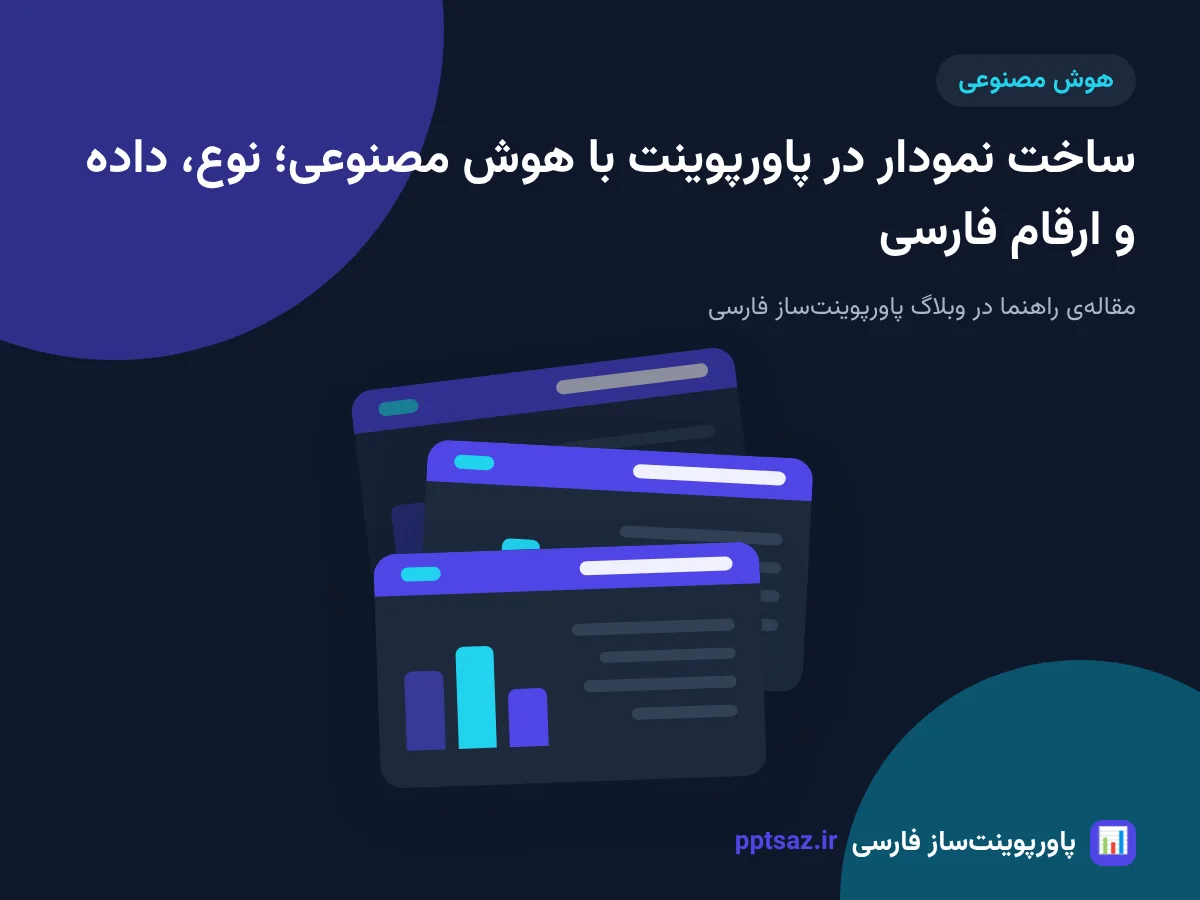 هوش مصنوعی
ساخت نمودار در پاورپوینت با هوش مصنوعی؛ نوع، داده
و ارقام فارسی
مقاله‌ی راهنما در وبلاگ پاورپوینت‌ساز فارسی
پاورپوینت‌ساز فارسی pptsaz.ir